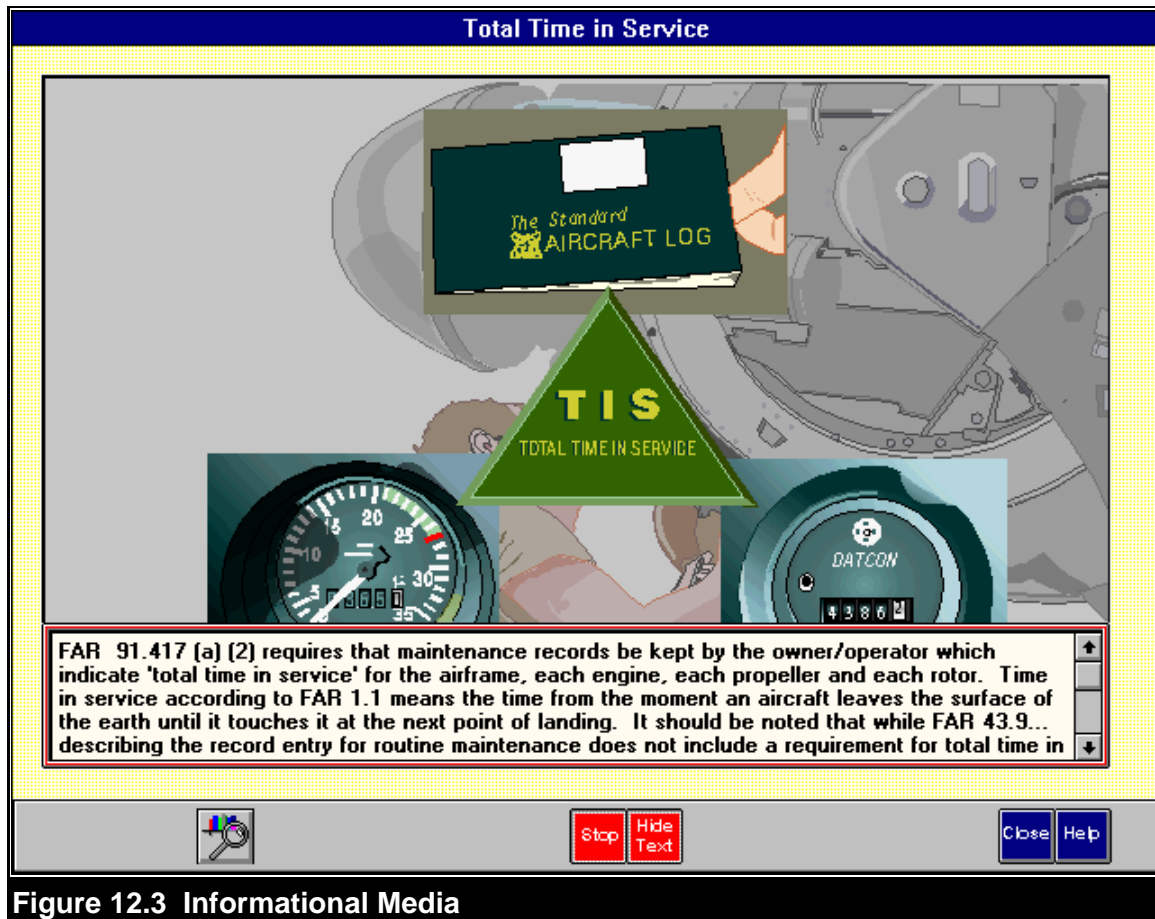 Total Time in Service
The Standard
AIRCRAFT LOG
T I S
TOTAL TIME IN SERVICE
5
10
15
20
25
30
35
DATCON
4 3 8 6
FAR 91.417 (a) (2) requires that maintenance records be kept by the owner/operator which
indicate 'total time in service' for the airframe, each engine, each propeller and each rotor. Time
in service according to FAR 1.1 means the time from the moment an aircraft leaves the surface of
the earth until it touches it at the next point of landing. It should be noted that while FAR 43.9...
describing the record entry for routine maintenance does not include a requirement for total time in
Stop
Hide
Text
Close
Help
Figure 12.3 Informational Media